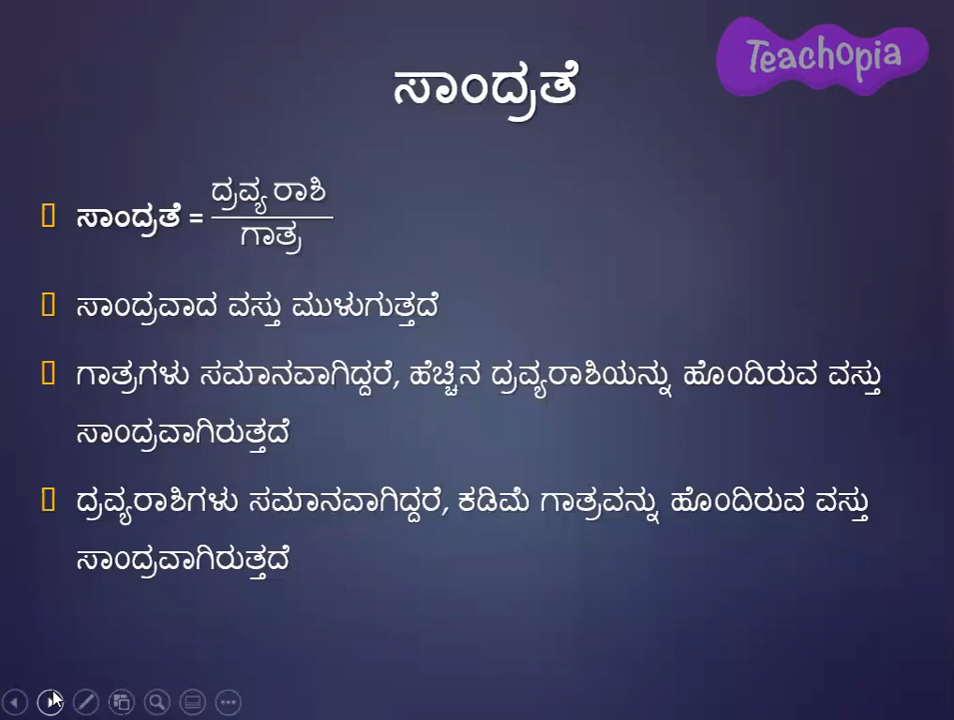 Teachopia
ಸಾಂದ್ರತೆ
ಸಾಂದ್ರತೆ = ದ್ರವ್ಯ ರಾಶಿ
ಗಾತ್ರ
ಸಾಂದ್ರವಾದ ವಸ್ತು ಮುಳುಗುತ್ತದೆ
ಗಾತ್ರಗಳು ಸಮಾನವಾಗಿದ್ದರೆ, ಹೆಚ್ಚಿನ ದ್ರವ್ಯರಾಶಿಯನ್ನು ಹೊಂದಿರುವ ವಸ್ತು
ಸಾಂದ್ರವಾಗಿರುತ್ತದೆ
ದ್ರವ್ಯರಾಶಿಗಳು ಸಮಾನವಾಗಿದ್ದರೆ, ಕಡಿಮೆ ಗಾತ್ರವನ್ನು ಹೊಂದಿರುವ ವಸ್ತು
ಸಾಂದ್ರವಾಗಿರುತ್ತದೆ